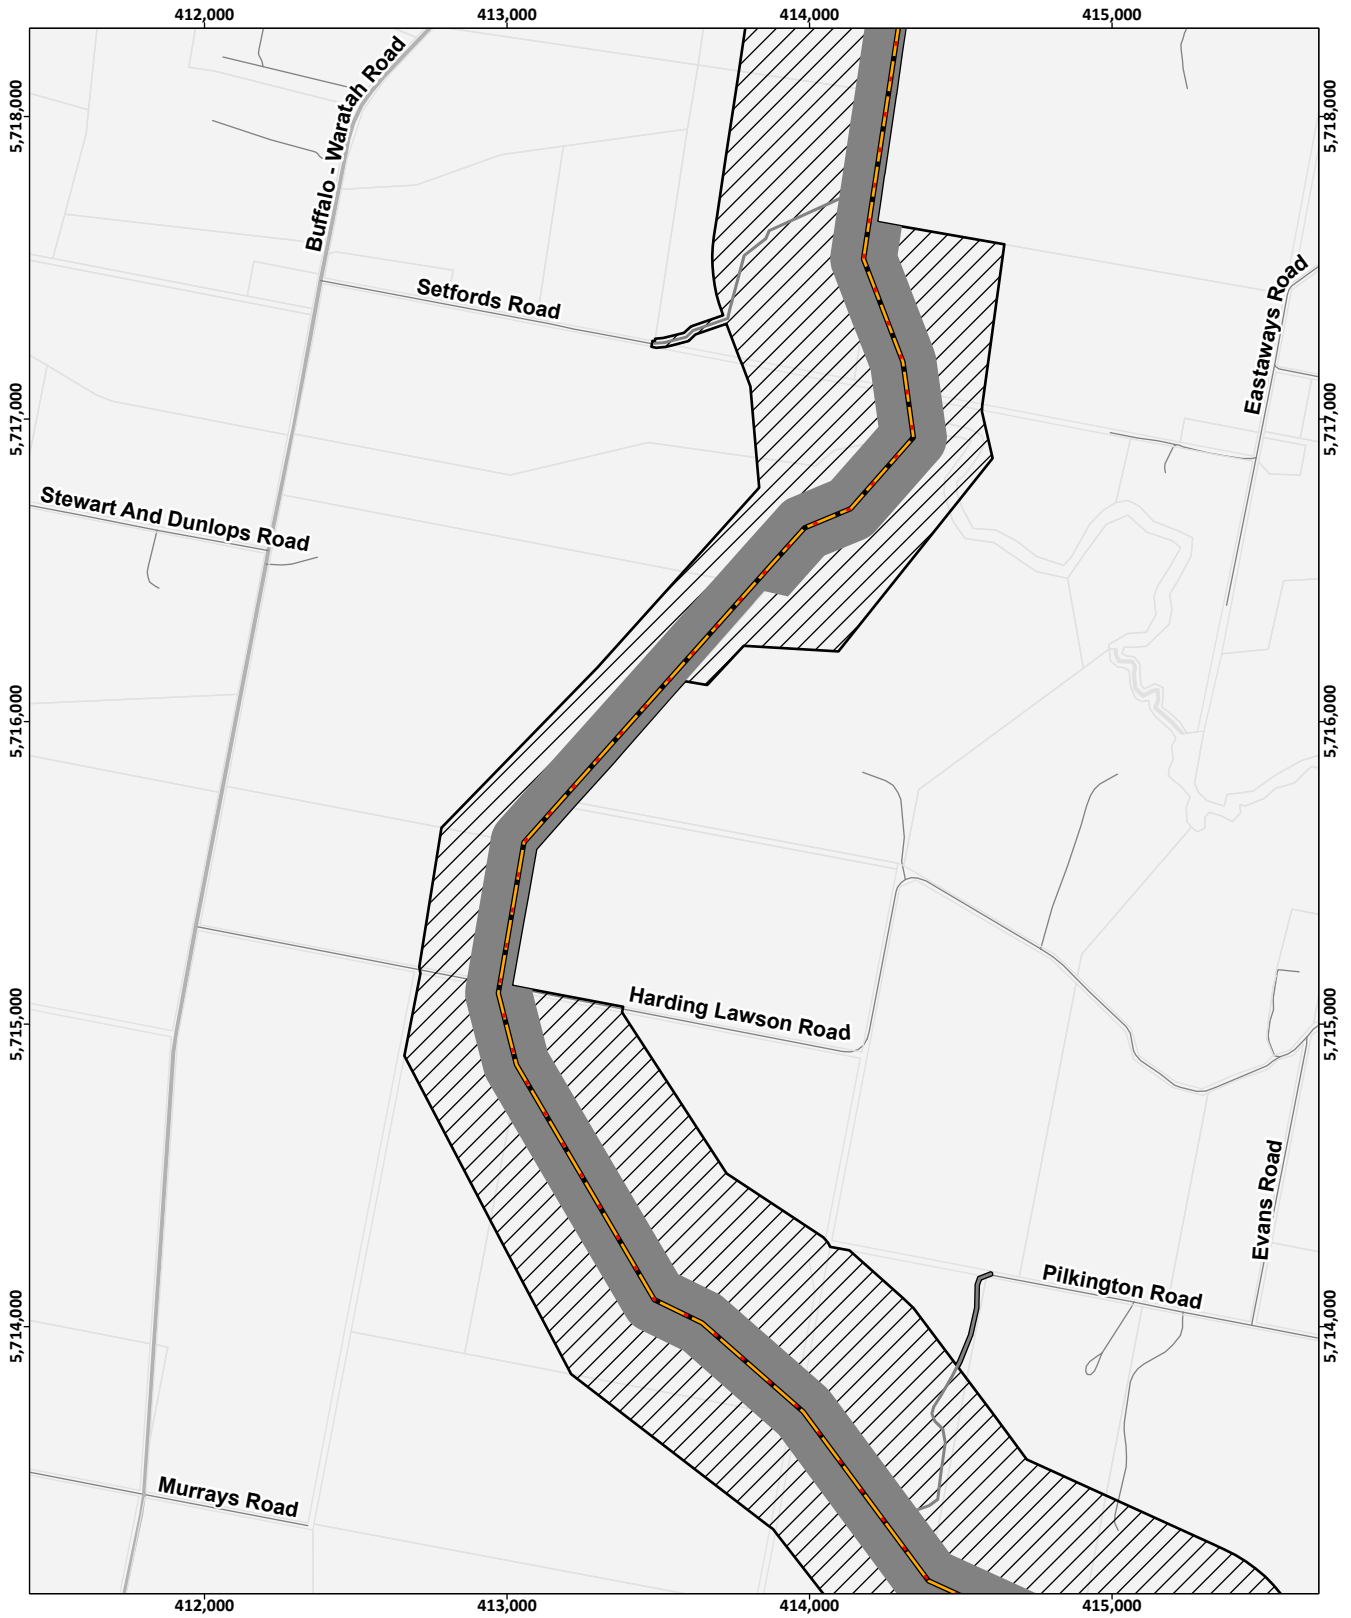 412,000
413,000
414,000
415,000
Buffalo - Waratah Road
5,718,000
5,718,000
Setfords Road
Eastaways Road
5,717,000
5,717,000
Stewart And Dunlops Road
5,716,000
5,716,000
Harding Lawson Road
5,715,000
5,715,000
Evans Road
Pilkington Road
5,714,000
5,714,000
Murrays Road
412,000
413,000
414,000
415,000